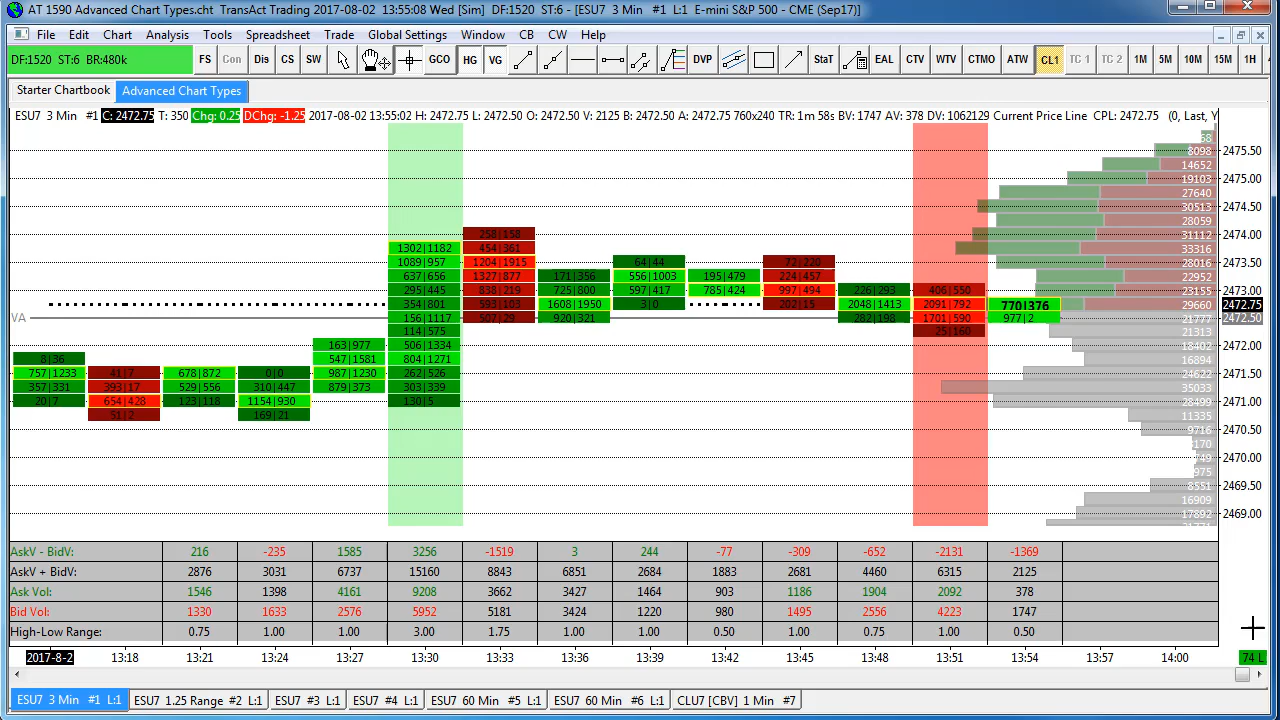 AT 1590 Advanced Chart Types.cht TransAct Trading 2017-08-02 13:55:08 Wed [Sim] DF:1520 ST:6 - [ESU7 3 Min #1 L:1 E-mini S&P 500 - CME (Sep17)]
File Edit Chart Analysis Tools Spreadsheet Trade Global Settings Window CB CW Help
DF:1520 ST:6 BR:480k FS Con Dis CS SW GCO HG VG DVP StaT EAL CTV WTV CTMO ATW CL1 TC 1 TC 2 1M 5M 10M 15M 1H
Starter Chartbook Advanced Chart Types
ESU7 3 Min #1 C: 2472.75 T: 350 Chg: 0.25 DChg: -1.25 2017-08-02 13:55:02 H: 2472.75 L: 2472.50 O: 2472.50 V: 2125 B: 2472.50 A: 2472.75 760x240 TR: 1m 58s BV: 1747 AV: 378 DV: 1062129 Current Price Line CPL: 2472.75 (0, Last, Y
8098 2475.50
14652
19103 2475.00
27640
30513 2474.50
28059
258|158 31112 2474.00
1302|1182 454|361 33316
1089|957 1204|1915 64|44 72|220 28016 2473.50
637|656 1327|877 171|356 556|1003 195|479 224|457 22952
295|445 838|219 725|800 597|417 785|424 997|494 226|293 406|550 23155 2473.00
354|801 593|103 1608|1950 3|0 202|15 2048|1413 2091|792 770|376 29660 2472.75
VA 156|1117 507|29 920|321 282|198 1701|590 977|2 21777 2472.50
114|575 25|160 21313
163|977 506|1334 18402 2472.00
8|36 547|1581 804|1271 16894
757|1233 41|7 678|872 0|0 987|1230 262|526 24622 2471.50
357|331 393|17 529|556 310|447 879|373 303|339 35033
20|7 654|428 123|118 1154|930 130|5 28499 2471.00
51|2 169|21 11335
9716 2470.50
2470.00
8551 2469.50
16909
17892 2469.00
AskV - BidV: 216 -235 1585 3256 -1519 3 244 -77 -309 -652 -2131 -1369
AskV + BidV: 2876 3031 6737 15160 8843 6851 2684 1883 2681 4460 6315 2125
Ask Vol: 1546 1398 4161 9208 3662 3427 1464 903 1186 1904 2092 378
Bid Vol: 1330 1633 2576 5952 5181 3424 1220 980 1495 2556 4223 1747
High-Low Range: 0.75 1.00 1.00 3.00 1.75 1.00 1.00 0.50 1.00 0.75 1.00 0.50
2017-8-2 13:18 13:21 13:24 13:27 13:30 13:33 13:36 13:39 13:42 13:45 13:48 13:51 13:54 13:57 14:00 74 L
ESU7 3 Min #1 L:1 ESU7 1.25 Range #2 L:1 ESU7 #3 L:1 ESU7 #4 L:1 ESU7 60 Min #5 L:1 ESU7 60 Min #6 L:1 CLU7 [CBV] 1 Min #7